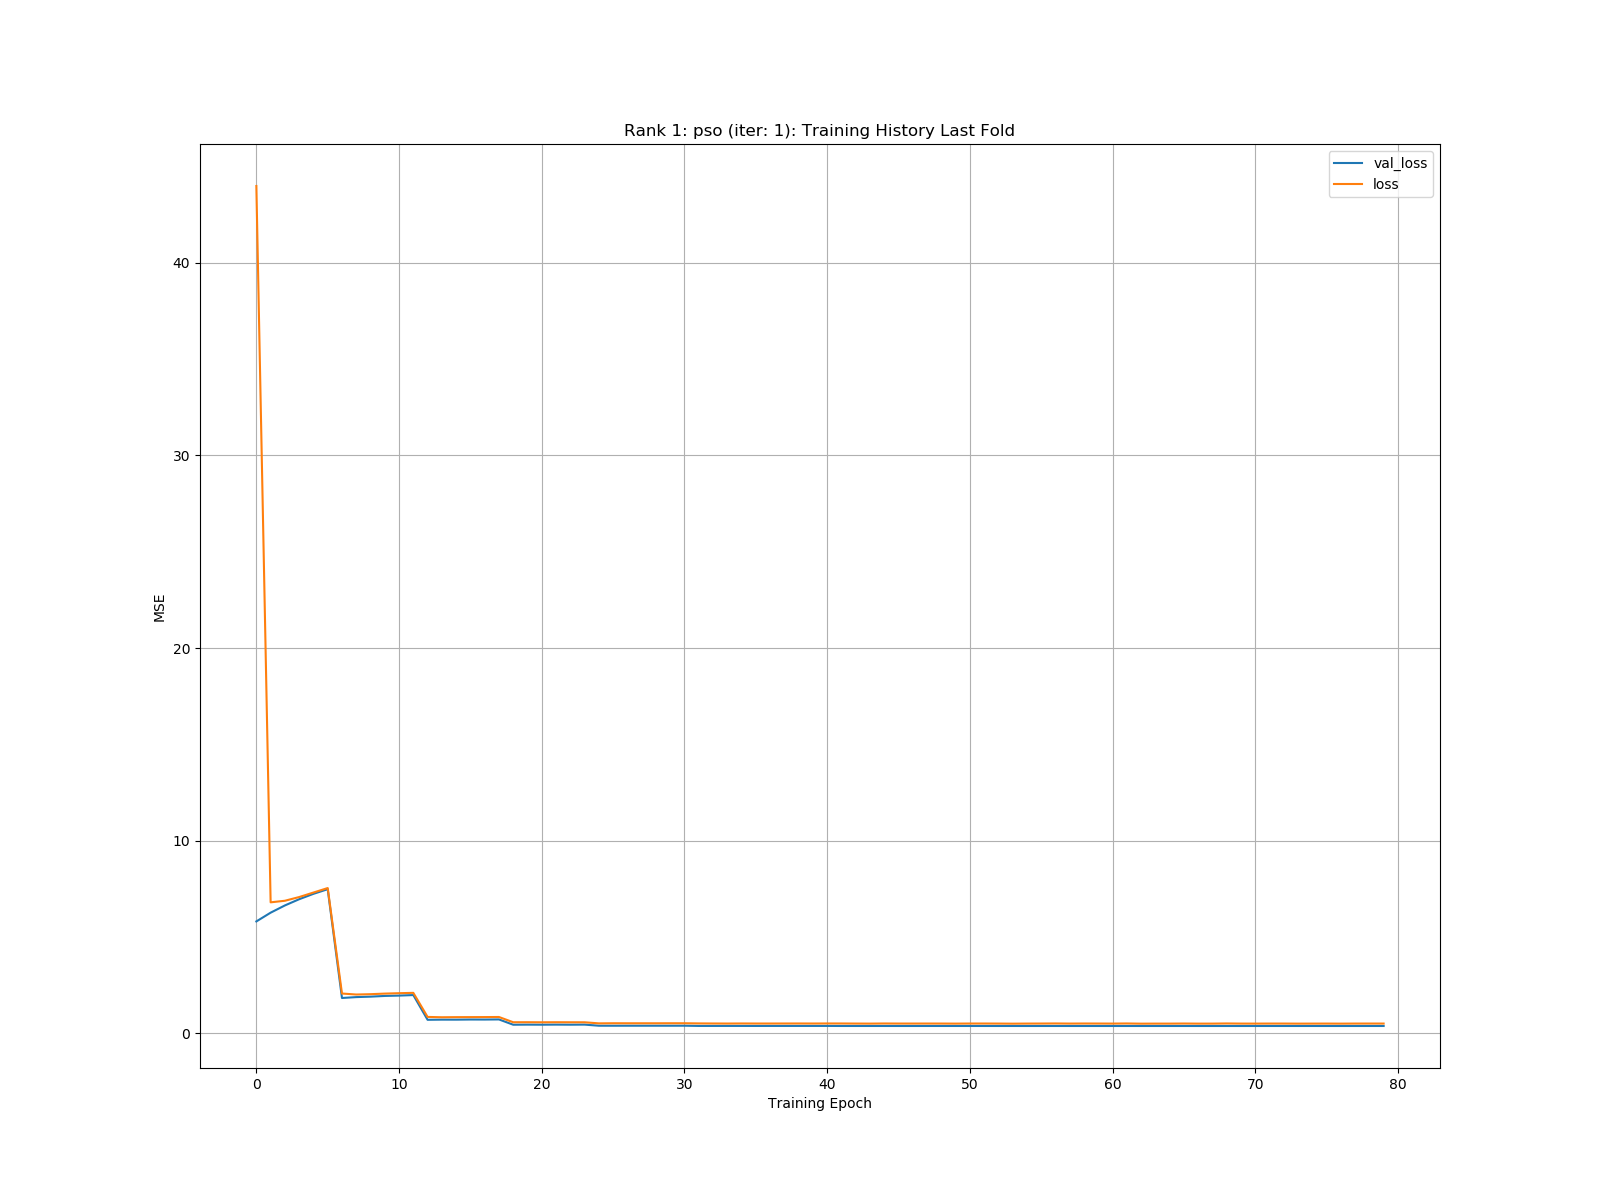 Rank 1: pso (iter: 1): Training History Last Fold
val_loss
loss
40
30
20
10
0
MSE
0 10 20 30 40 50 60 70 80
Training Epoch